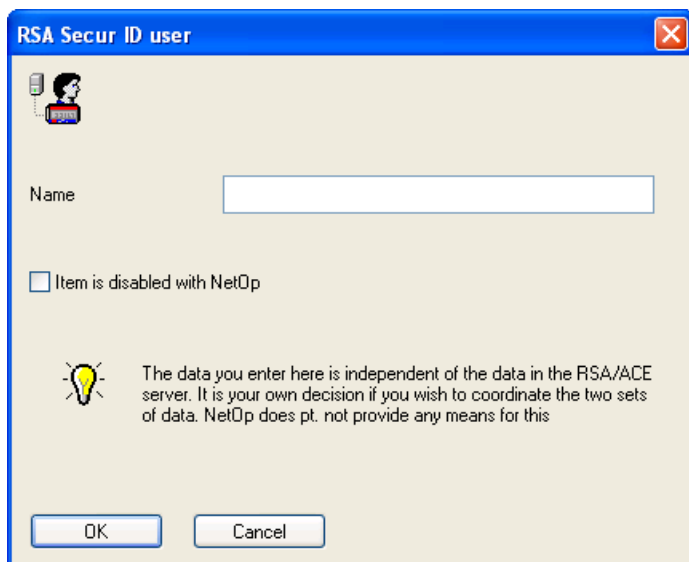 RSA Secur ID user
Name
Item is disabled with NetOp
The data you enter here is independent of the data in the RSA/ACE
server. It is your own decision if you wish to coordinate the two sets
of data. NetOp does pt. not provide any means for this
OK Cancel